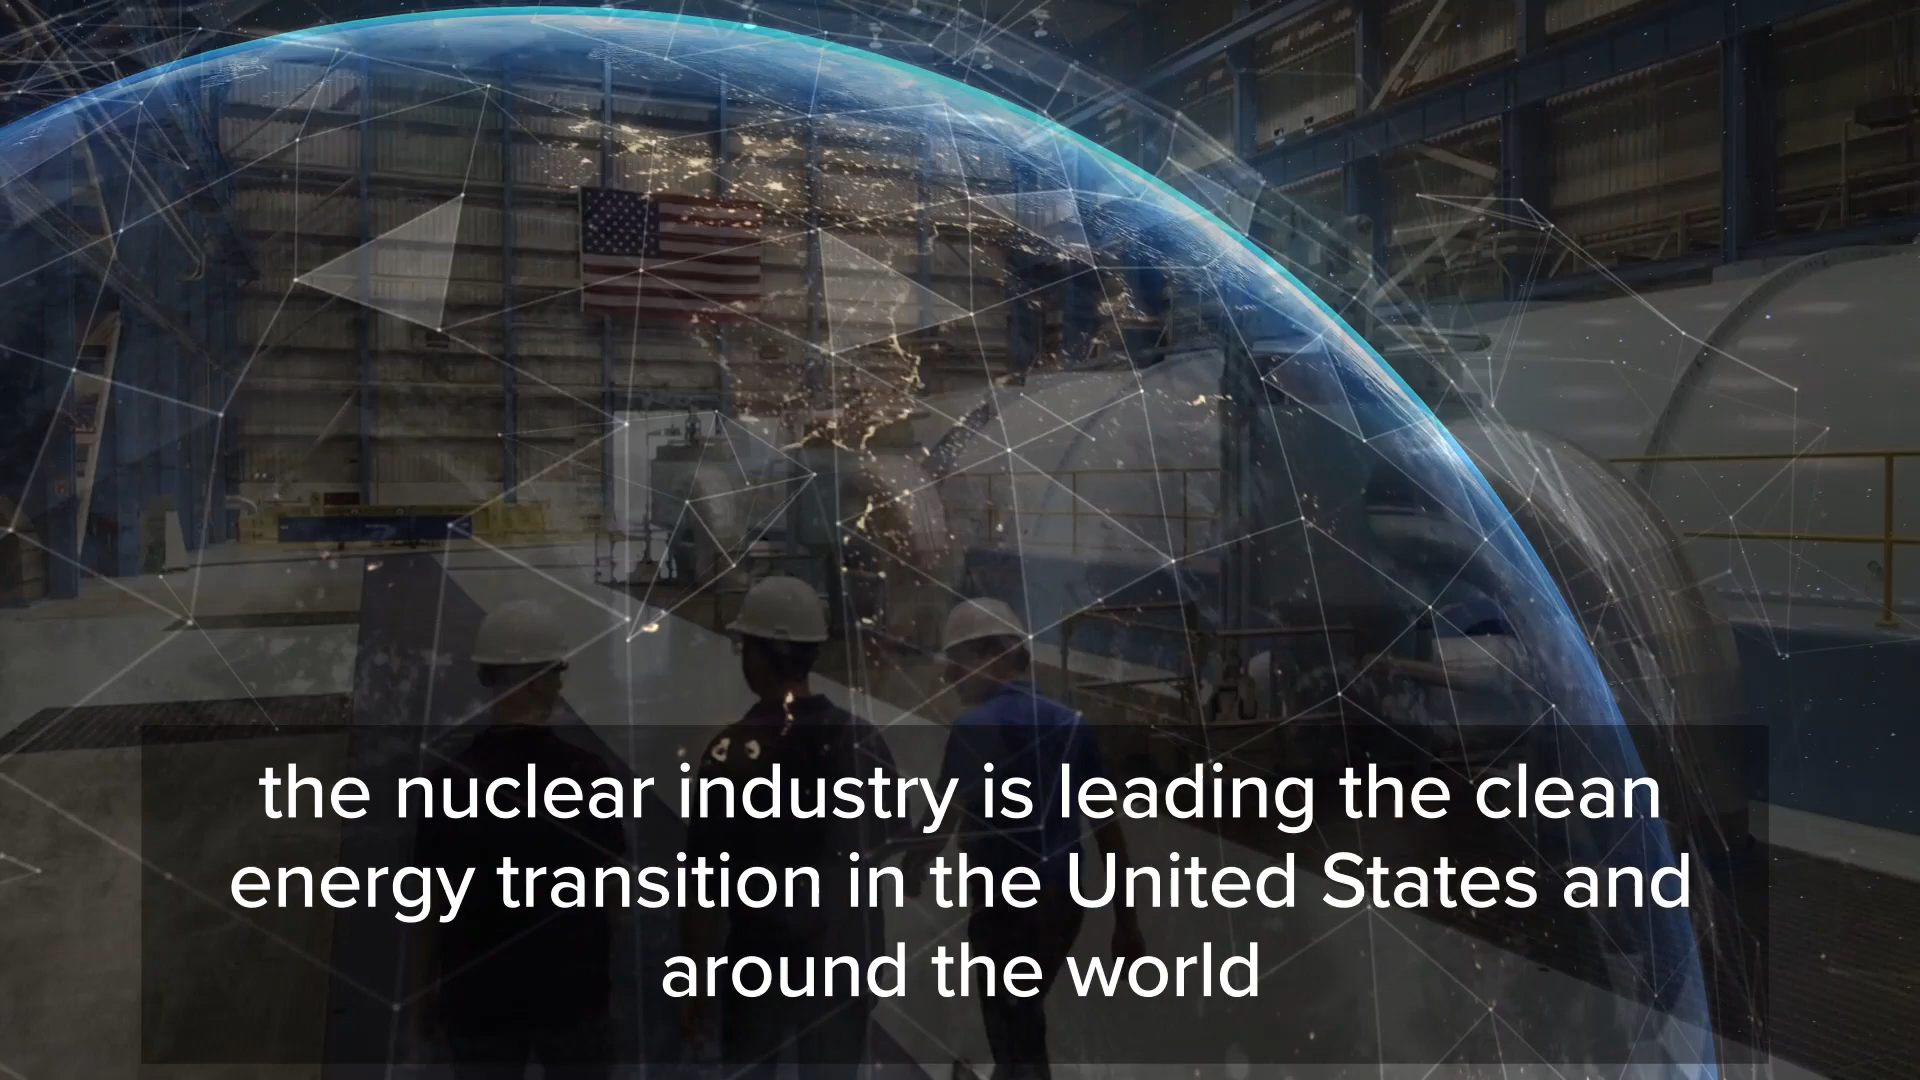 the nuclear industry is leading the clean
energy transition in the United States and
around the world